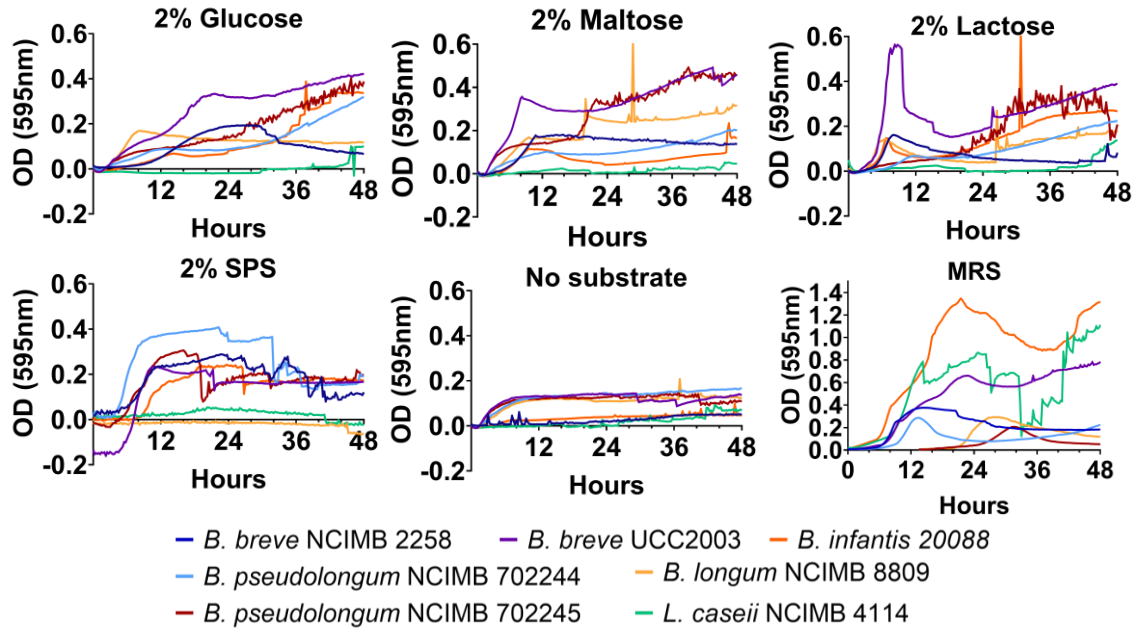 2% Glucose
0.6
0.4
0.2
0.0
-0.2
OD (595nm)
12 24 36 48
Hours
2% Maltose
0.6
0.4
0.2
0.0
-0.2
OD (595nm)
12 24 36 48
Hours
2% Lactose
0.6
0.4
0.2
0.0
-0.2
OD (595nm)
12 24 36 48
Hours
2% SPS
0.6
0.4
0.2
0.0
-0.2
OD (595nm)
12 24 36 48
Hours
No substrate
0.6
0.4
0.2
0.0
-0.2
OD (595nm)
12 24 36 48
Hours
MRS
1.4
1.2
1.0
0.8
0.6
0.4
0.2
0.0
OD (595nm)
0 12 24 36 48
Hours
B. breve NCIMB 2258 B. breve UCC2003 B. infantis 20088
B. pseudolongum NCIMB 702244 B. longum NCIMB 8809
B. pseudolongum NCIMB 702245 L. caseii NCIMB 4114